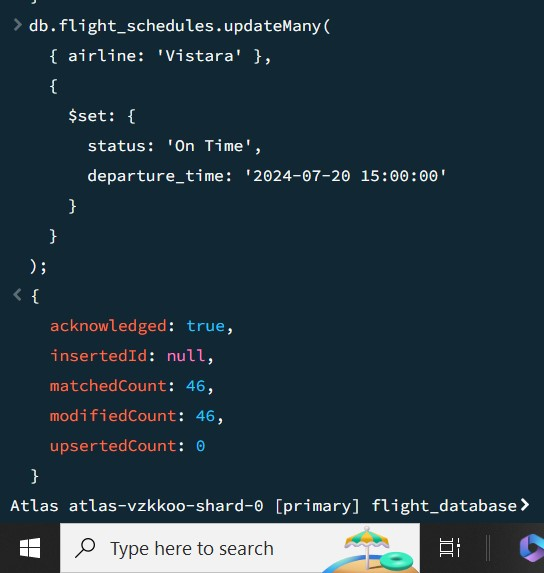 db.flight_schedules.updateMany(
{ airline: 'Vistara' },
{
$set: {
status: 'On Time',
departure_time: '2024-07-20 15:00:00'
}
}
);
{
acknowledged: true,
insertedId: null,
matchedCount: 46,
modifiedCount: 46,
upsertedCount: 0
}
Atlas atlas-vzkkoo-shard-0 [primary] flight_database>
Type here to search